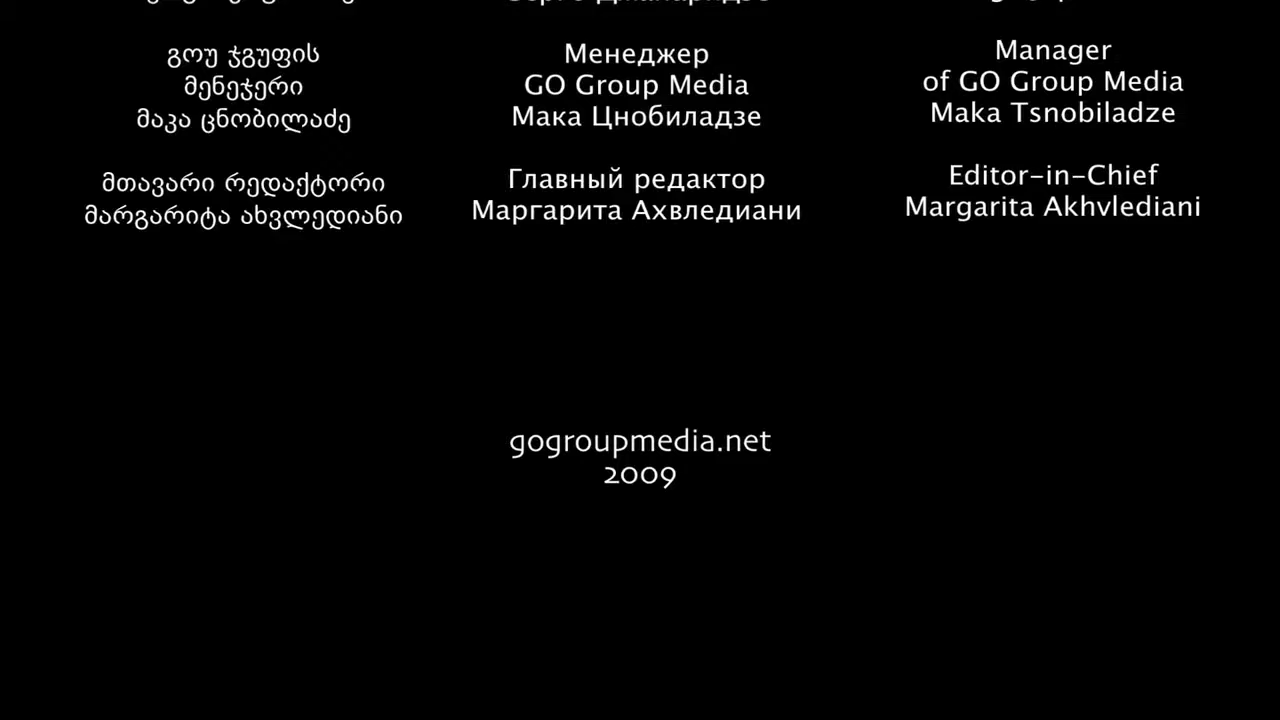 გოუ ჯგუფის
მენეჯერი
მაკა ცნობილაძე
მთავარი რედაქტორი
მარგარიტა ახვლედიანი
Менеджер
GO Group Media
Мака Цнобиладзе
Главный редактор
Маргарита Ахвледиани
Manager
of GO Group Media
Maka Tsnobiladze
Editor-in-Chief
Margarita Akhvlediani
gogroupmedia.net
2009